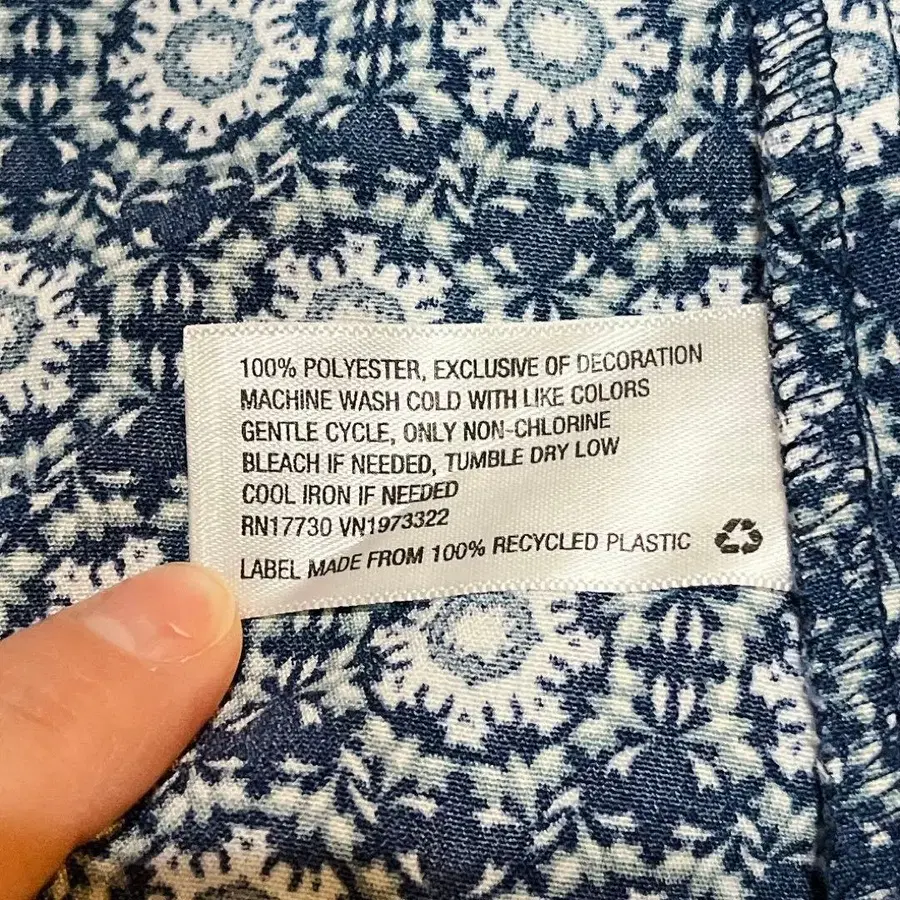 100% POLYESTER, EXCLUSIVE OF DECORATION
MACHINE WASH COLD WITH LIKE COLORS
GENTLE CYCLE, ONLY NON-CHLORINE
BLEACH IF NEEDED, TUMBLE DRY LOW
COOL IRON IF NEEDED
RN17730 VN1973322
LABEL MADE FROM 100% RECYCLED PLASTIC